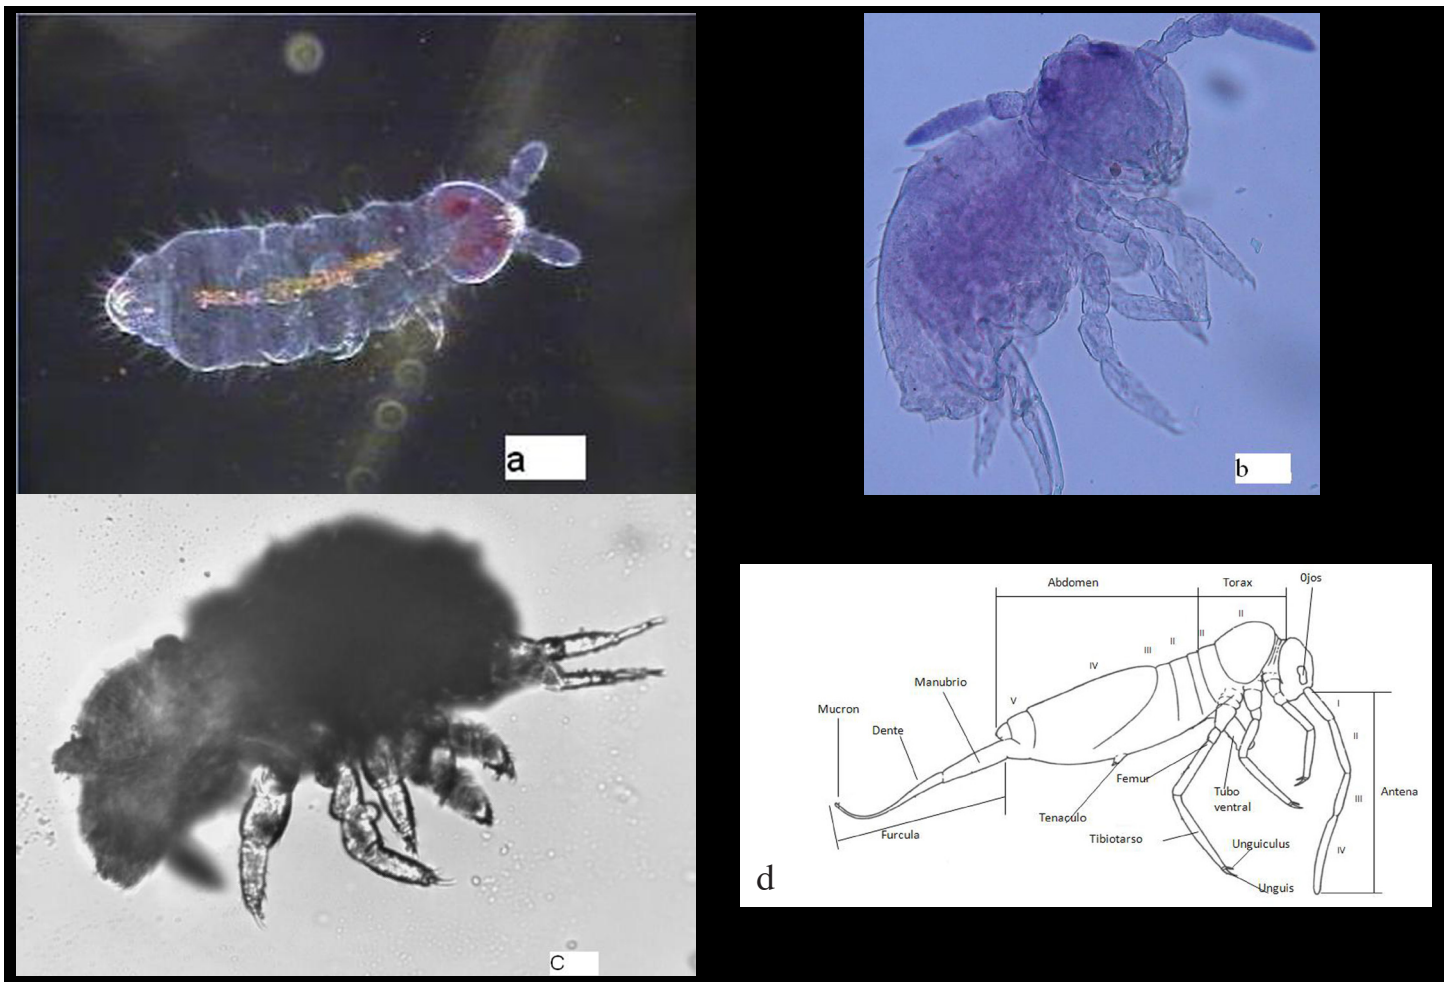 a
b
c
Abdomen
Torax
0jos
II
II
II
III
IV
V
Manubrio
Mucron
Dente
I
II
Femur
Tubo
ventral
III
Antena
Tenaculo
Furcula
Tibiotarso
Unguiculus
IV
d
Unguis